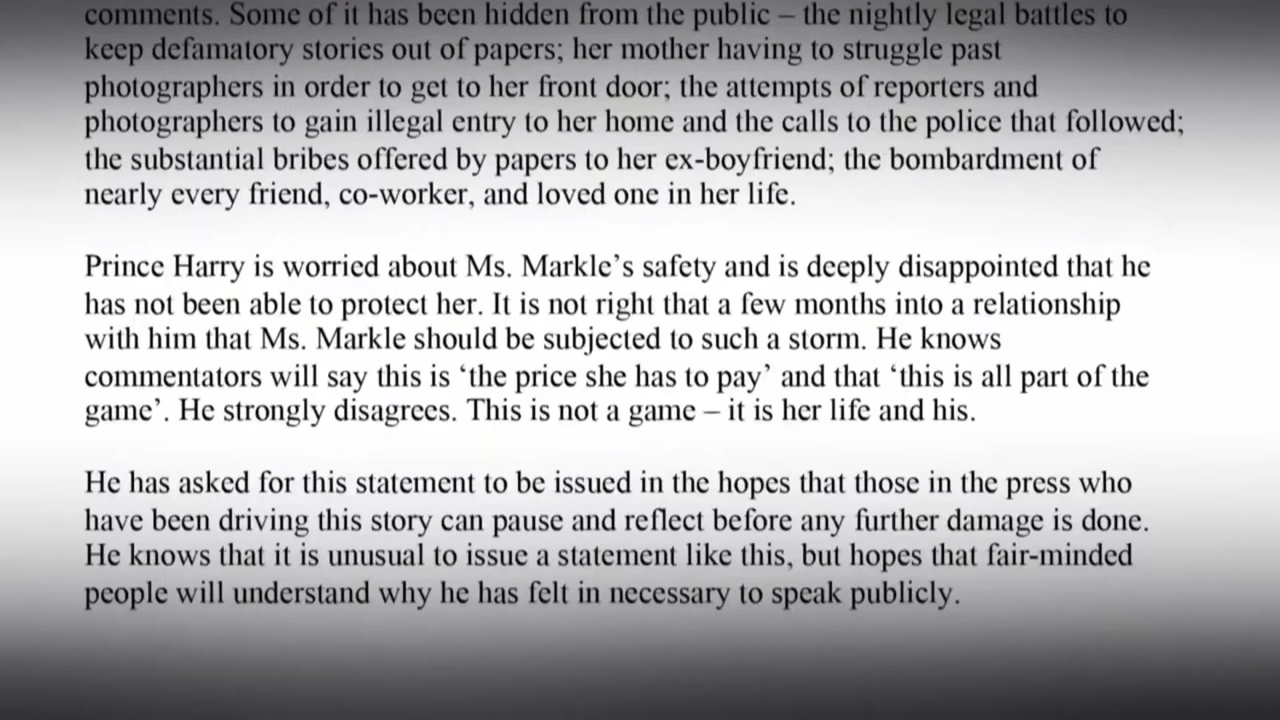 comments. Some of it has been hidden from the public – the nightly legal battles to
keep defamatory stories out of papers; her mother having to struggle past
photographers in order to get to her front door; the attempts of reporters and
photographers to gain illegal entry to her home and the calls to the police that followed;
the substantial bribes offered by papers to her ex-boyfriend; the bombardment of
nearly every friend, co-worker, and loved one in her life.
Prince Harry is worried about Ms. Markle’s safety and is deeply disappointed that he
has not been able to protect her. It is not right that a few months into a relationship
with him that Ms. Markle should be subjected to such a storm. He knows
commentators will say this is ‘the price she has to pay’ and that ‘this is all part of the
game’. He strongly disagrees. This is not a game – it is her life and his.
He has asked for this statement to be issued in the hopes that those in the press who
have been driving this story can pause and reflect before any further damage is done.
He knows that it is unusual to issue a statement like this, but hopes that fair-minded
people will understand why he has felt in necessary to speak publicly.